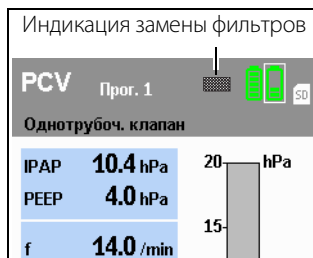 Индикация замены фильтров
PCV Прог. 1 SD
Однотрубоч. клапан
IPAP 10.4 hPa
PEEP 4.0 hPa
f 14.0 /min
20 hPa
15